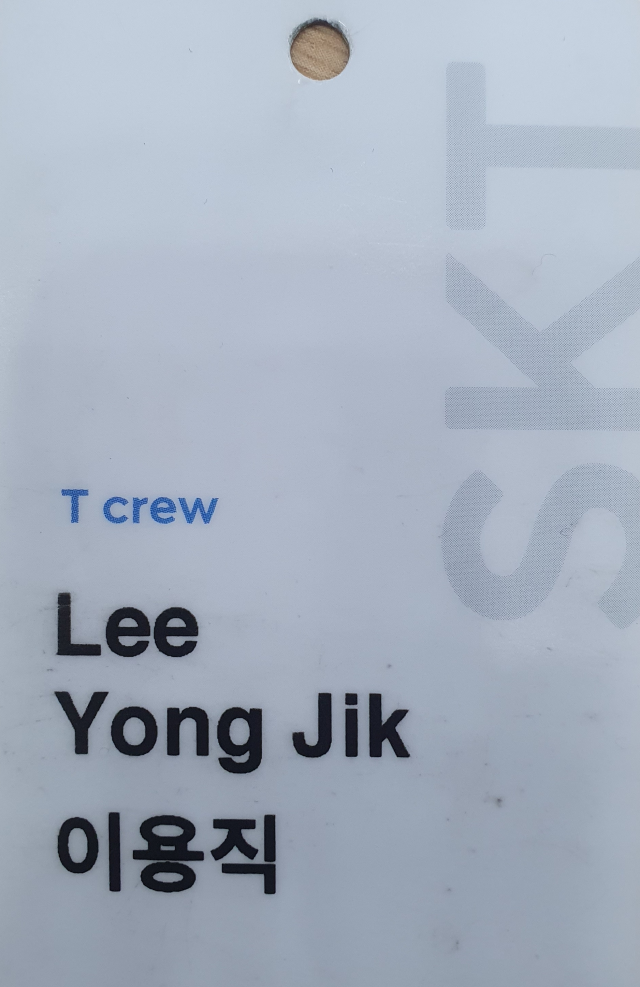 SKT
T crew
Lee
Yong Jik
이용직